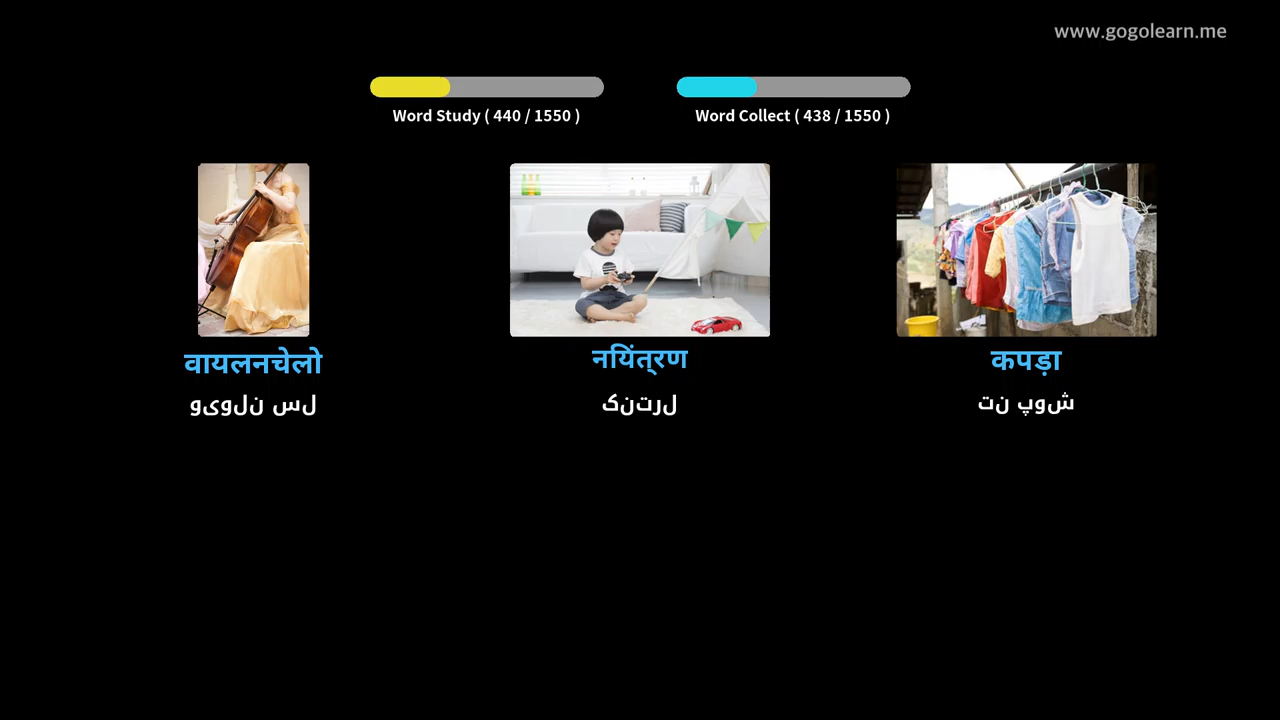 www.gogolearn.me
Word Study ( 440 / 1550 )
Word Collect ( 438 / 1550 )
वायलनचेलो
नयिंत्रण
कपड़ा
ویولن سل
کنترل
تن پوش